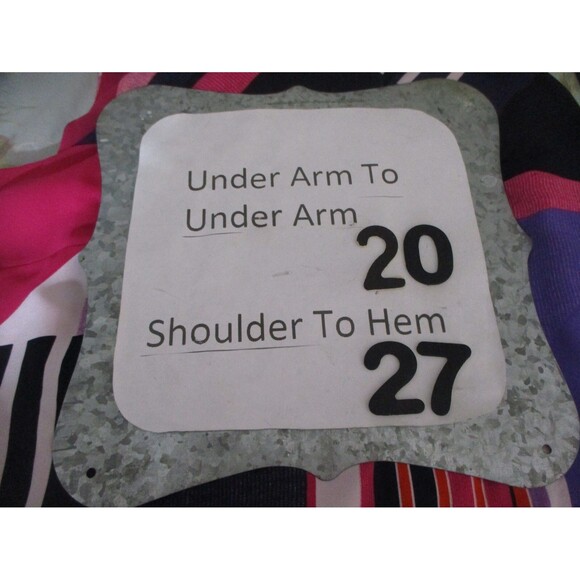 Under Arm To
Under Arm
20
Shoulder To Hem
27